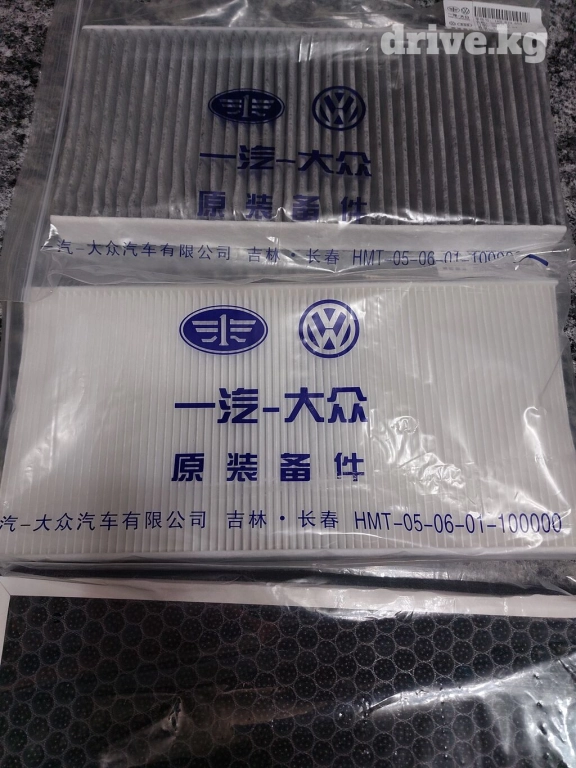 drive.kg
一汽-大众
原装备件
汽-大众汽车有限公司 吉林·长春 HMT-05-06-01-10000
一汽-大众
原装备件
汽-大众汽车有限公司 吉林·长春 HMT-05-06-01-100000